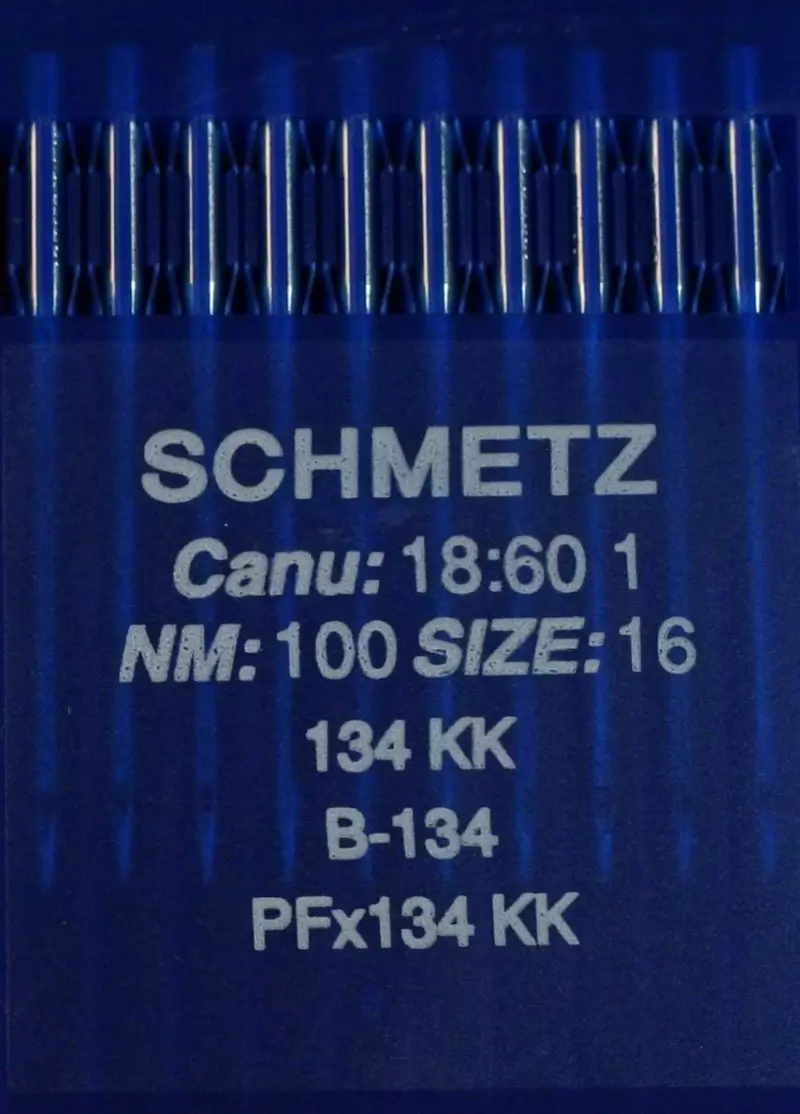 SCHMETZ
Canu: 18:60 1
NM: 100 SIZE: 16
134 KK
B-134
PFx134 KK